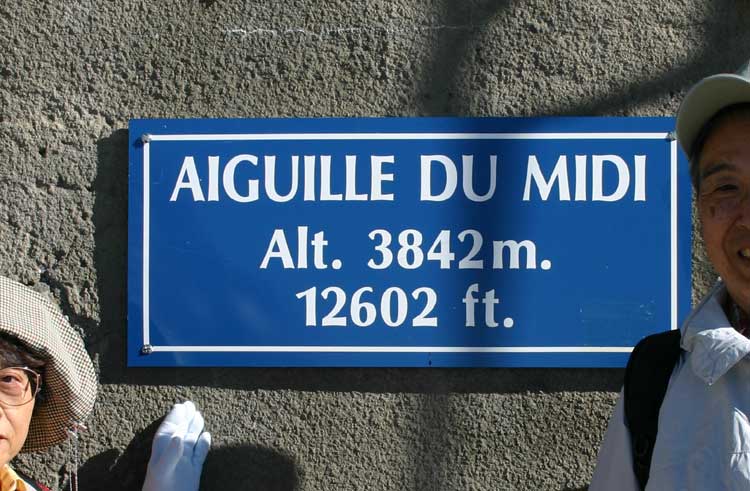 AIGUILLE DU MIDI
Alt. 3842 m.
12602 ft.